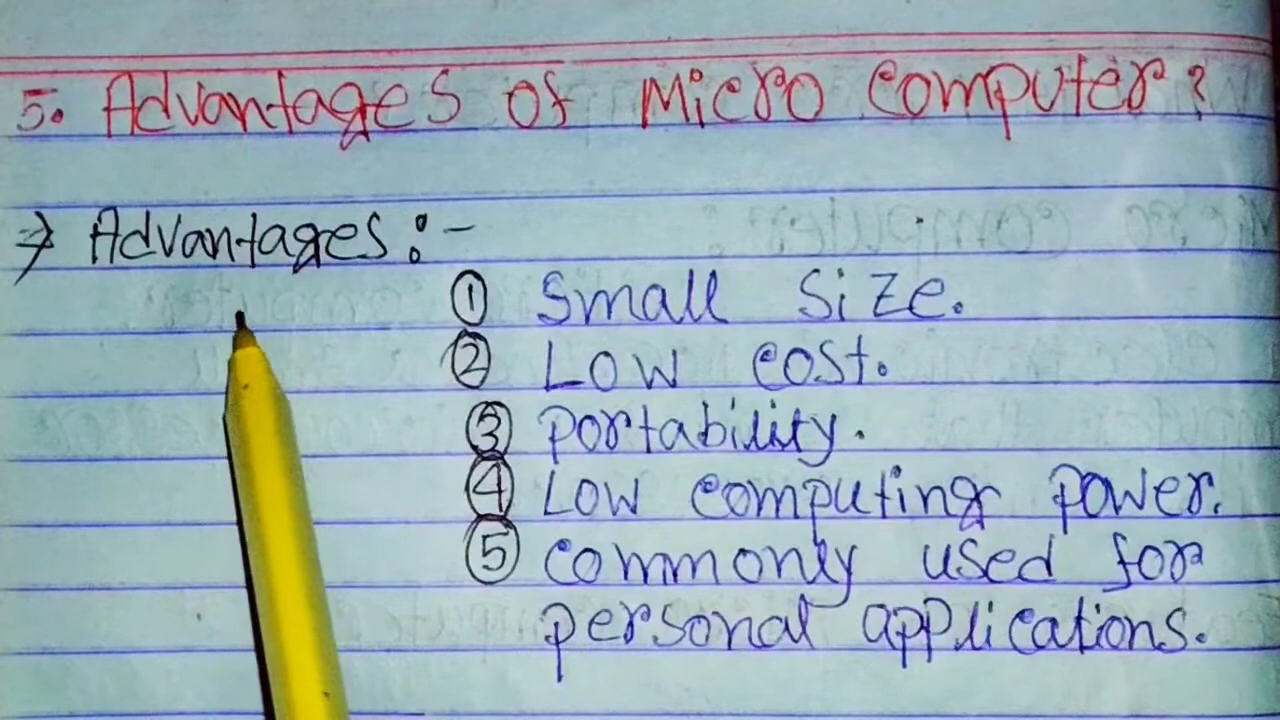 5. Advantages of Micro Computer?
⇒ Advantages:-
① Small Size.
② Low cost.
③ portability.
④ Low computing power.
⑤ commonly used for
personal applications.